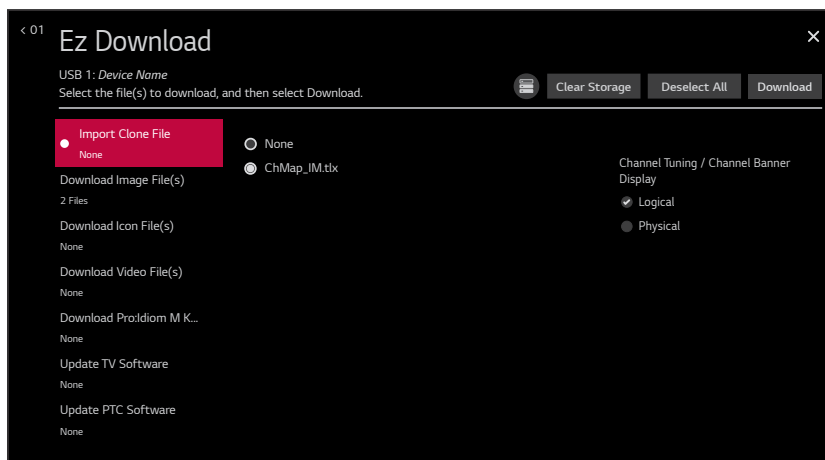 < 01
Ez Download
USB 1: Device Name
Select the file(s) to download, and then select Download.
Clear Storage
Deselect All
Download
Import Clone File
None
Download Image File(s)
2 Files
Download Icon File(s)
None
Download Video File(s)
None
Download Pro:Idiom M K...
None
Update TV Software
None
Update PTC Software
None
None
ChMap_IM.tlx
Channel Tuning / Channel Banner
Display
Logical
Physical